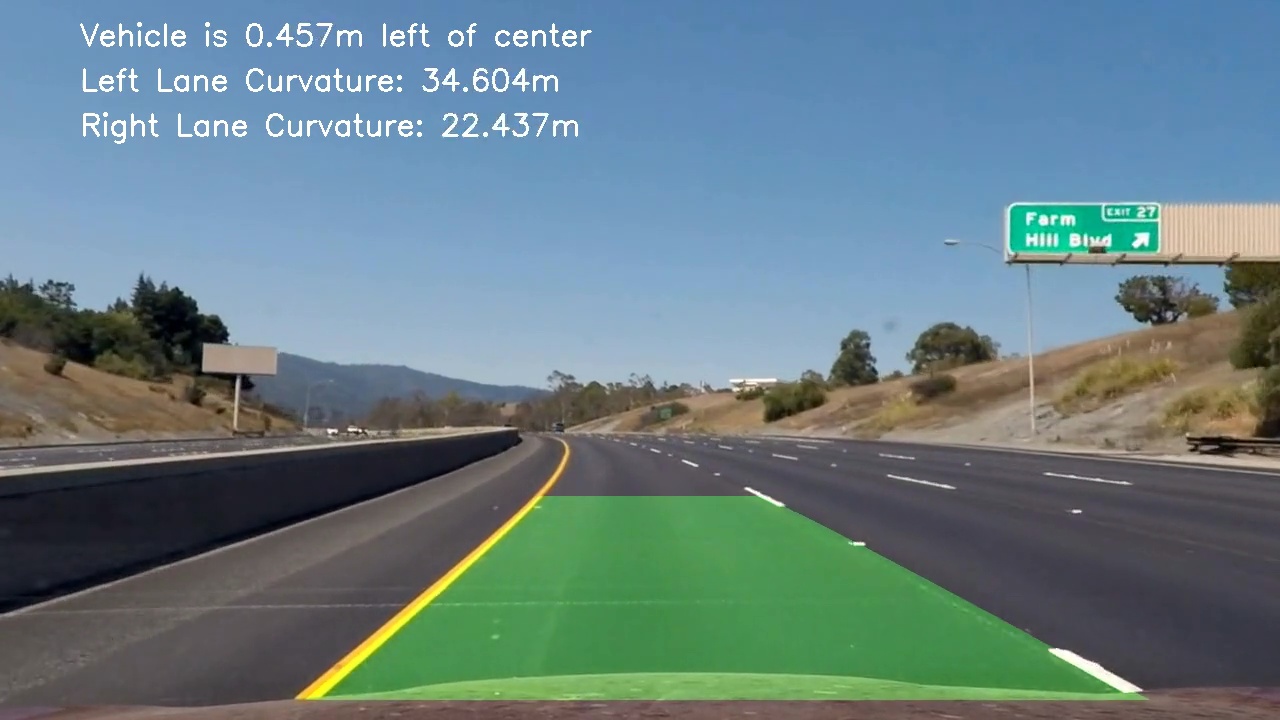 Vehicle is 0.457m left of center
Left Lane Curvature: 34.604m
Right Lane Curvature: 22.437m
EXIT 27
Farm
Hill Blvd